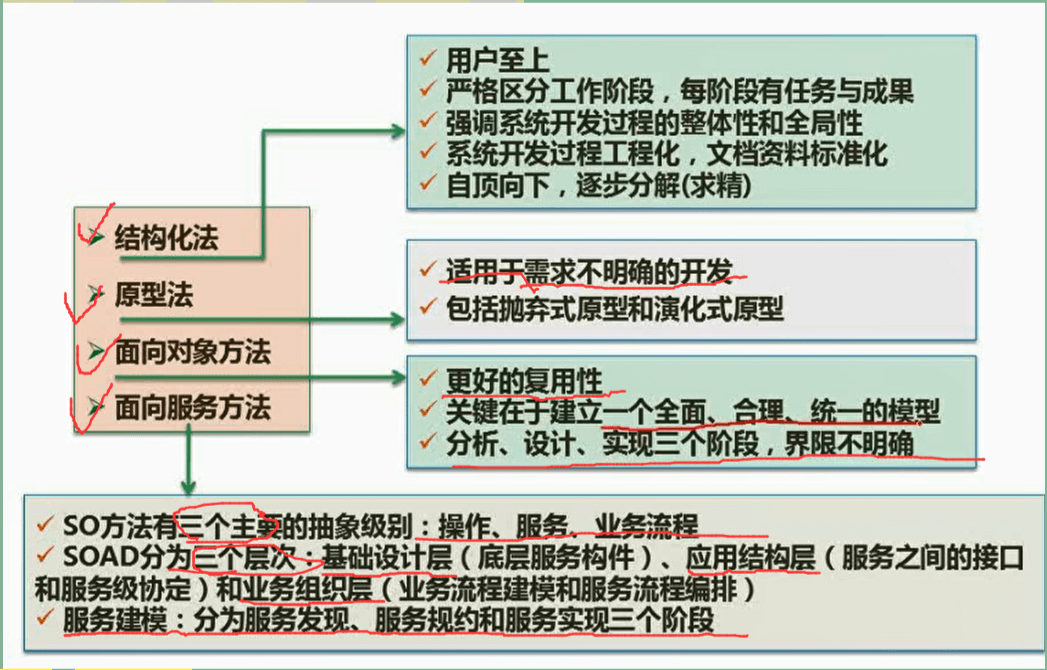 用户至上
严格区分工作阶段，每阶段有任务与成果
强调系统开发过程的整体性和全局性
系统开发过程工程化，文档资料标准化
自顶向下，逐步分解(求精)
结构化法
原型法
面向对象方法
面向服务方法
适用于需求不明确的开发
包括抛弃式原型和演化式原型
更好的复用性
关键在于建立一个全面、合理、统一的模型
分析、设计、实现三个阶段，界限不明确
SO方法有三个主要的抽象级别：操作、服务、业务流程
SOAD分为三个层次：基础设计层（底层服务构件）、应用结构层（服务之间的接口
和服务级协定）和业务组织层（业务流程建模和服务流程编排）
服务建模：分为服务发现、服务规约和服务实现三个阶段